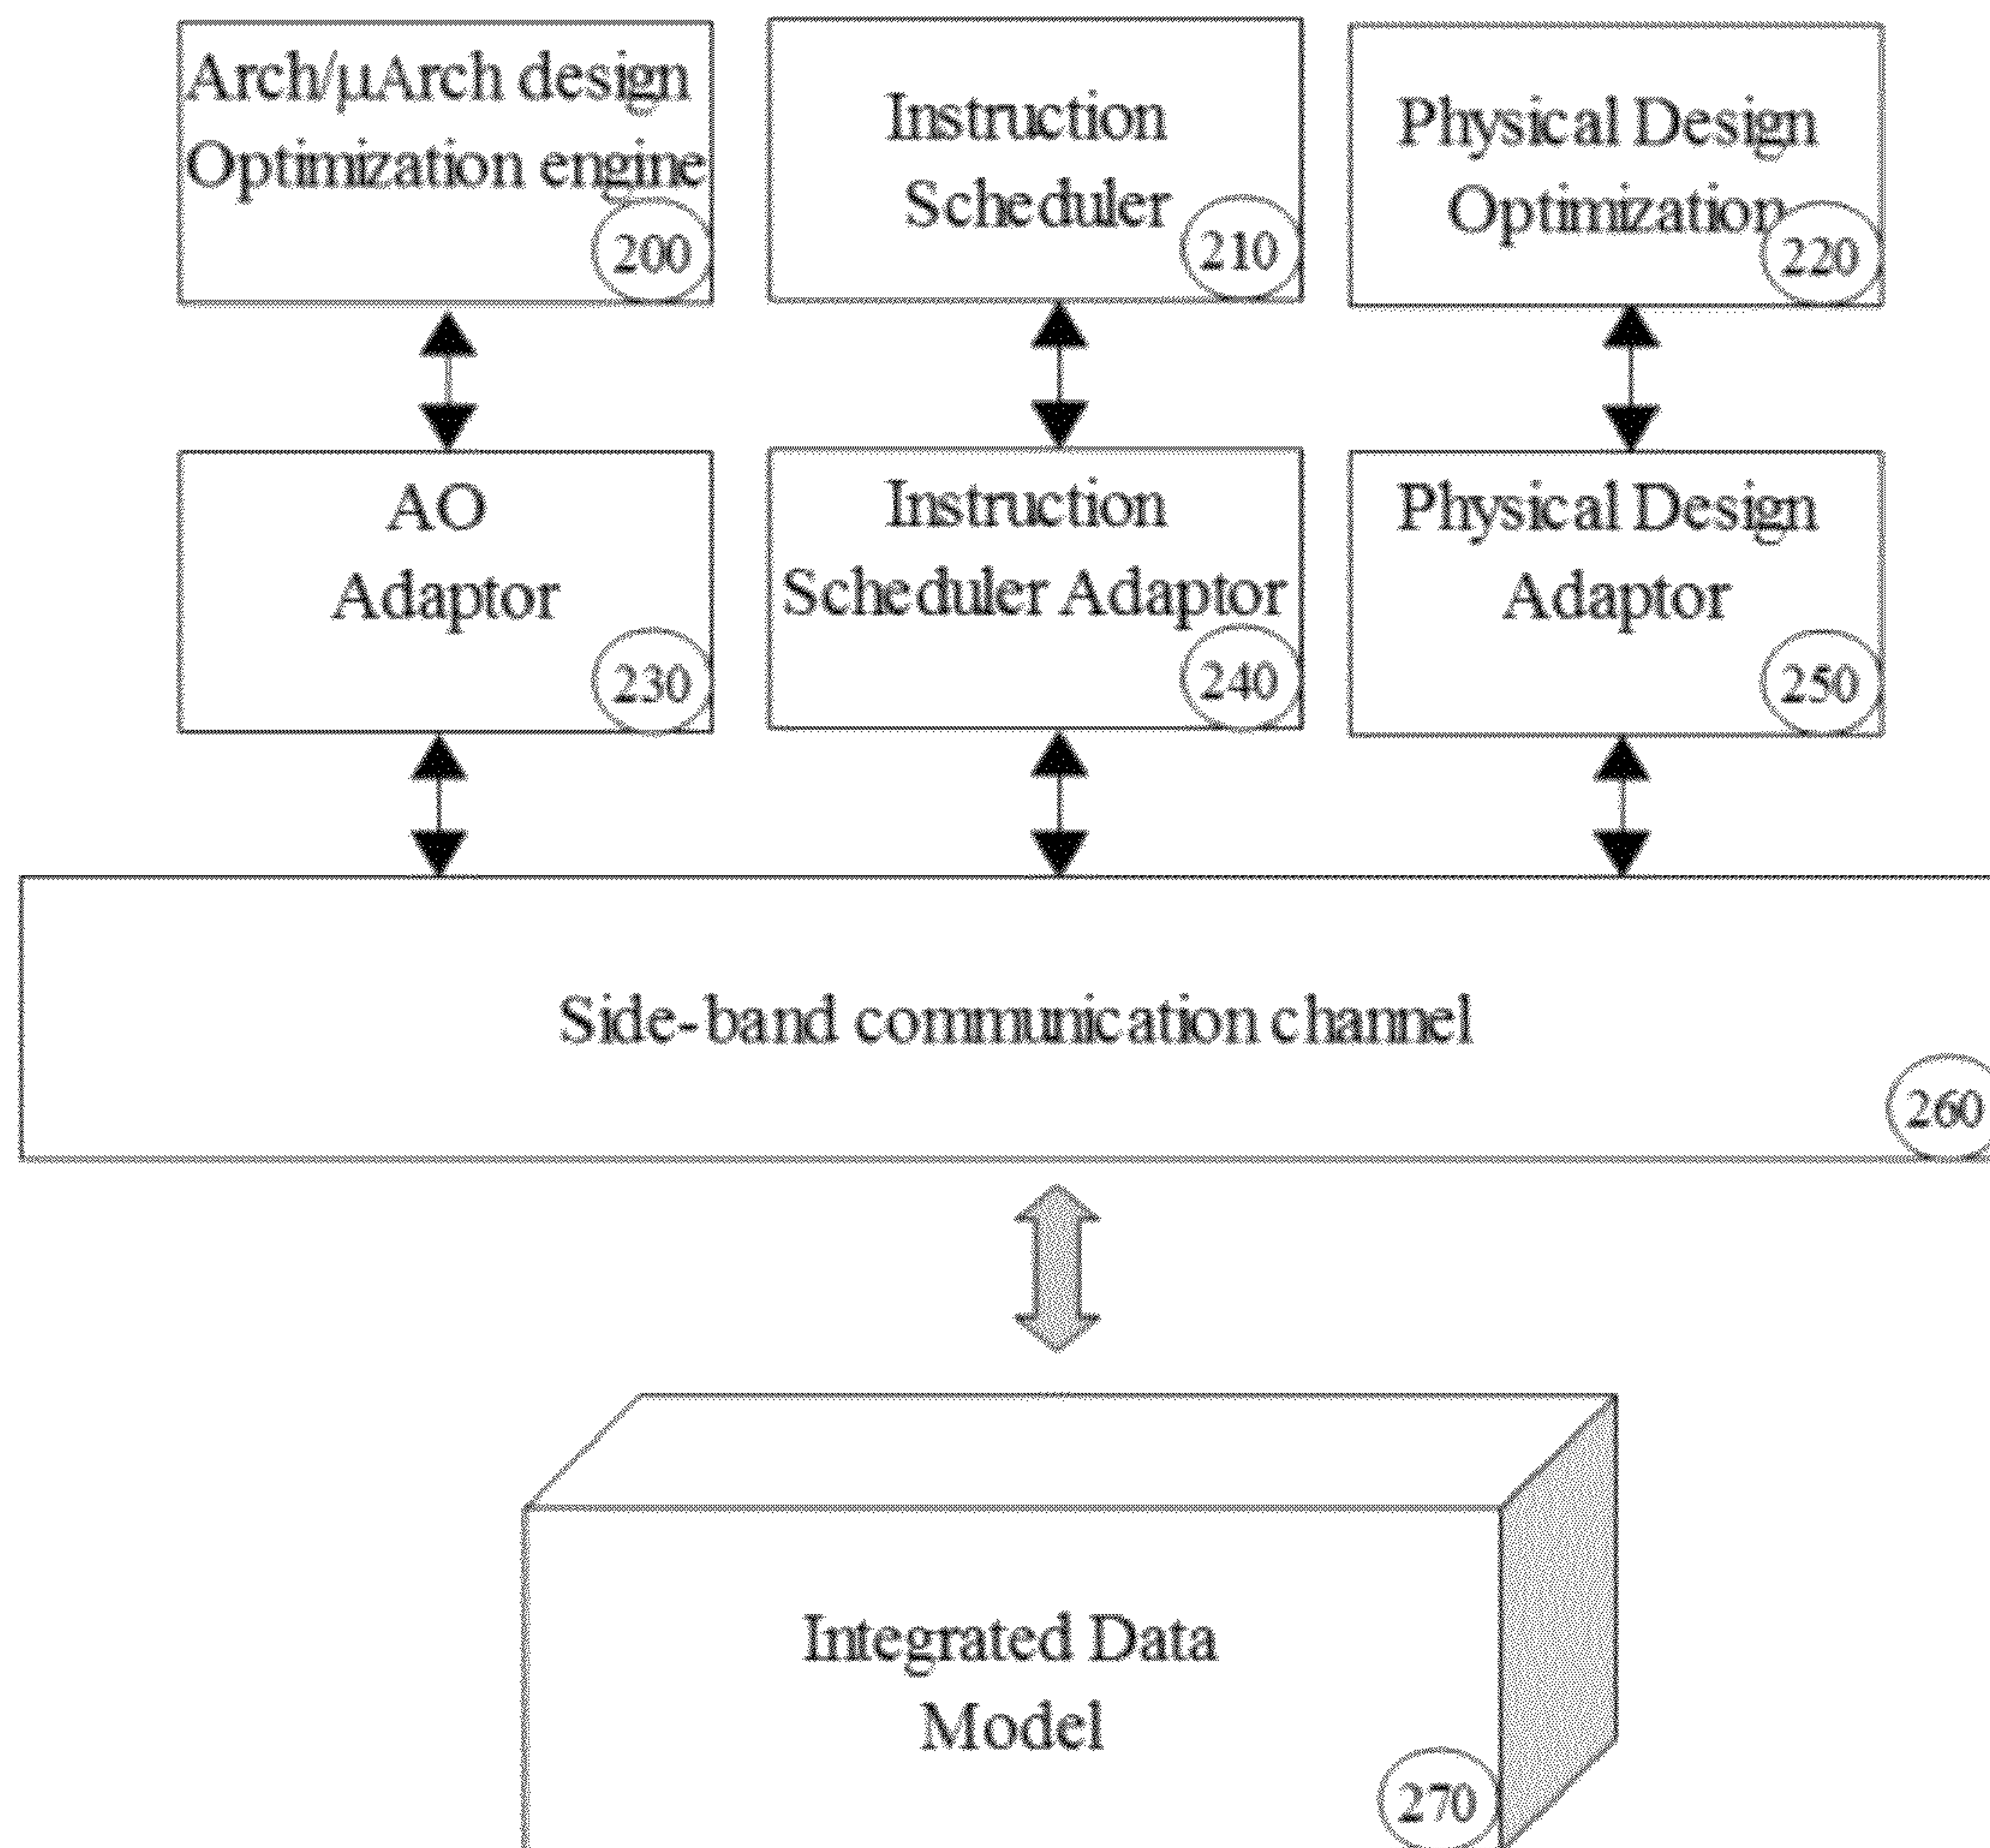 Arch/μArch design
Optimization engine
200
Instruction
Scheduler
210
Physical Design
Optimization
220
AO
Adaptor
230
Instruction
Scheduler Adaptor
240
Physical Design
Adaptor
250
Side-band communication channel
260
Integrated Data
Model
270